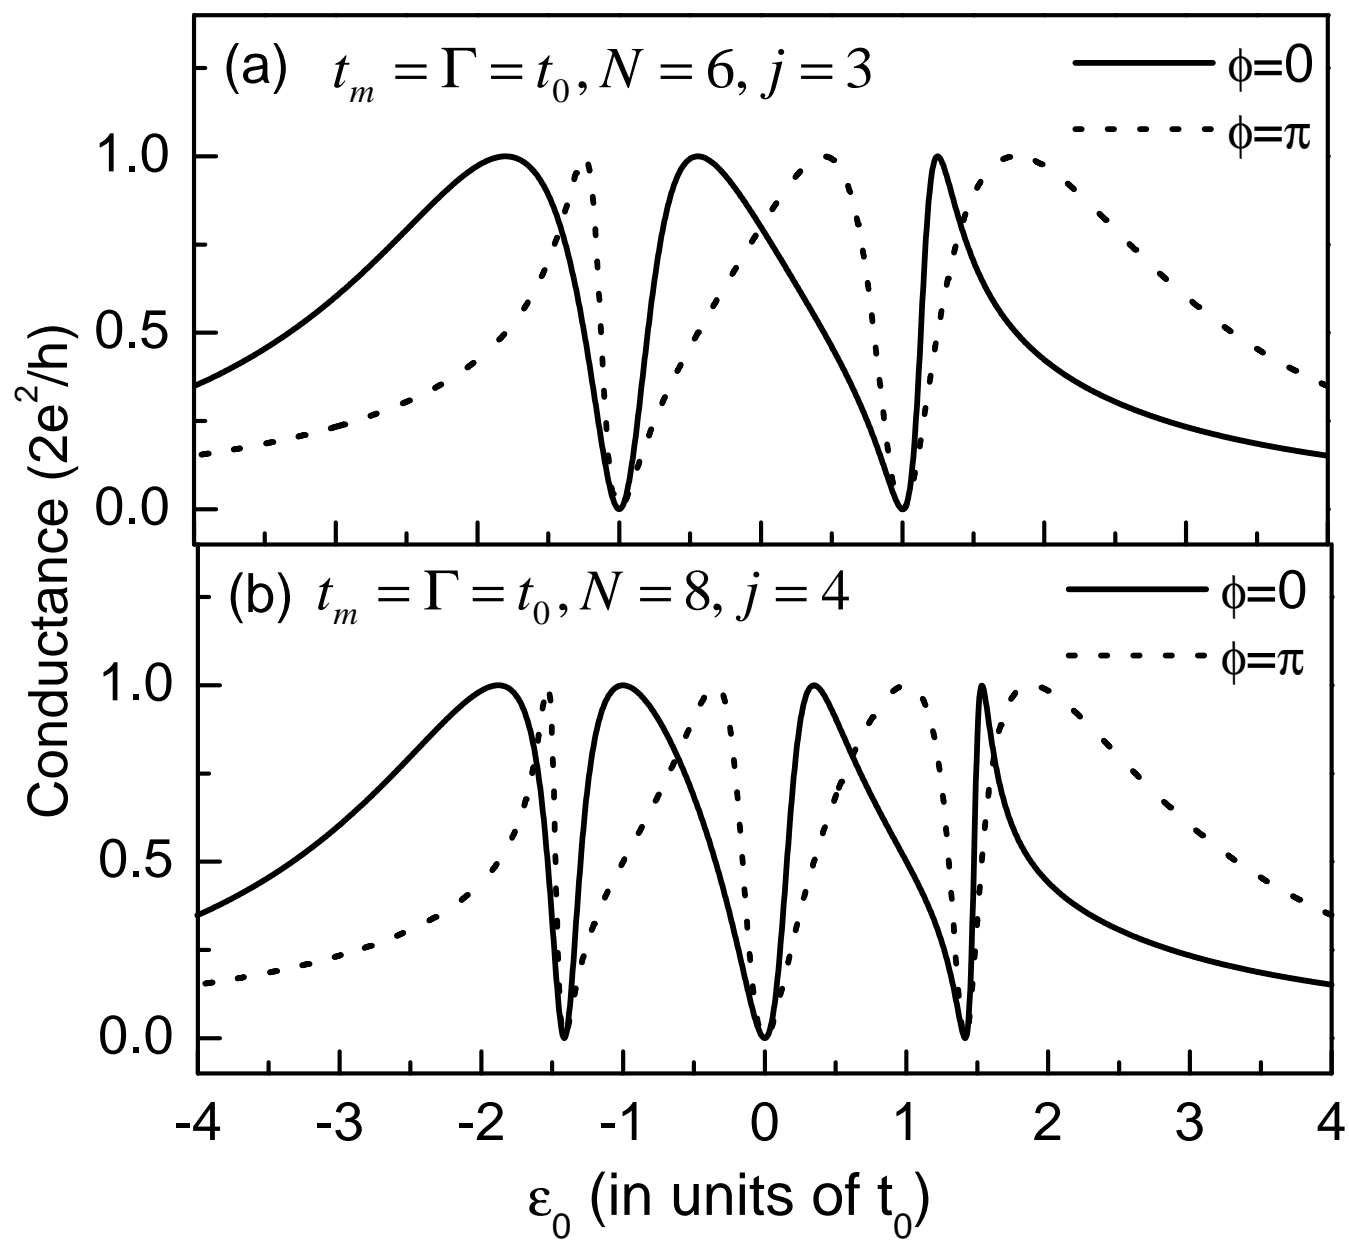 (a) t_m = Γ = t_0, N = 6, j = 3
ϕ=0
ϕ=π
1.0
0.5
0.0
Conductance (2e²/h)
(b) t_m = Γ = t_0, N = 8, j = 4
ϕ=0
ϕ=π
1.0
0.5
0.0
-4 -3 -2 -1 0 1 2 3 4
ε_0 (in units of t_0)